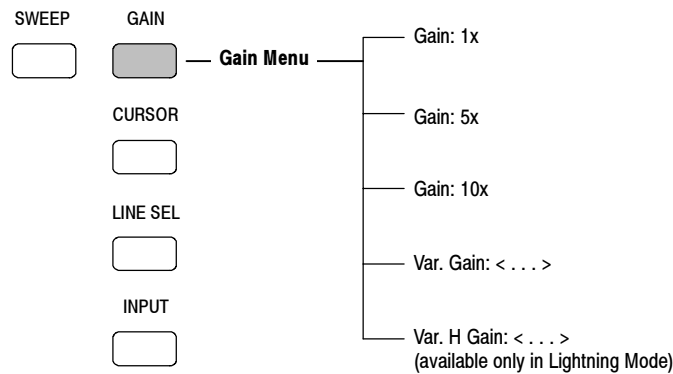 SWEEP
GAIN
Gain Menu
Gain: 1x
Gain: 5x
Gain: 10x
Var. Gain: < . . . >
Var. H Gain: < . . . >
(available only in Lightning Mode)
CURSOR
LINE SEL
INPUT